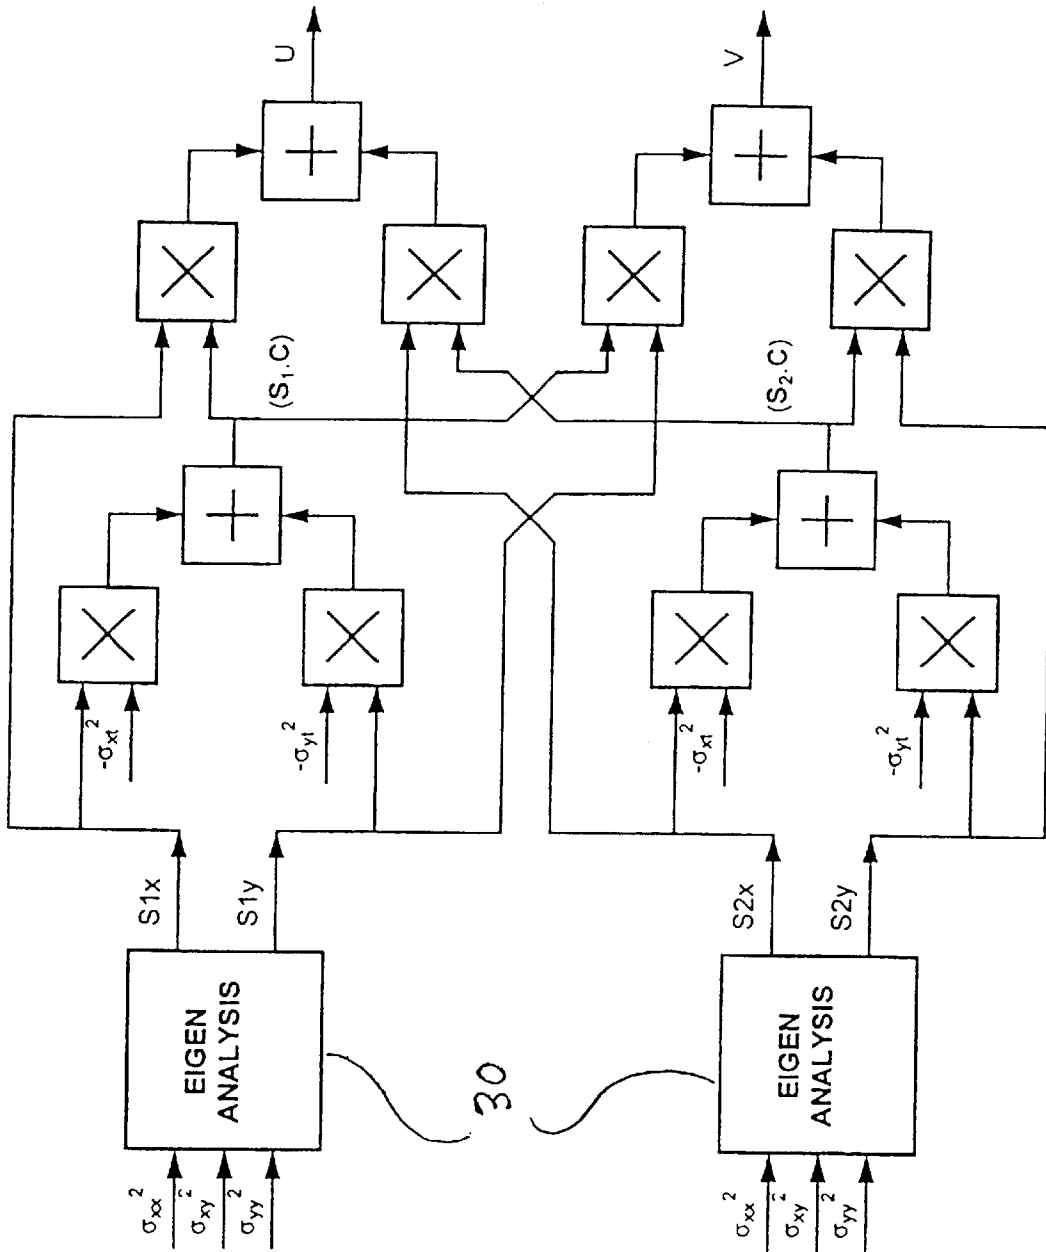 U
V
(S₁.C)
(S₂.C)
-σxt²
-σyt²
-σxt²
-σyt²
S1x
S1y
S2x
S2y
EIGEN
ANALYSIS
EIGEN
ANALYSIS
30
σxx²
σxy²
σyy²
σxx²
σxy²
σyy²